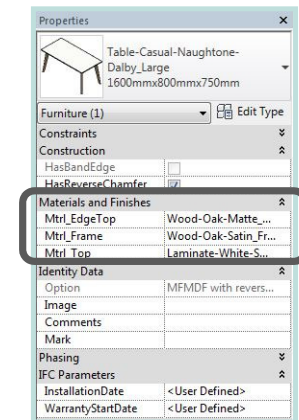 Properties
Table-Casual-Naughtone-
Dalby_Large
1600mmx800mmx750mm
Furniture (1)
Edit Type
Constraints
Construction
HasBandEdge
HasReverseChamfer
Materials and Finishes
Mtrl_EdgeTop Wood-Oak-Matte_...
Mtrl_Frame Wood-Oak-Satin_Fr...
Mtrl_Top Laminate-White-S...
Identity Data
Option MFMDF with revers...
Image
Comments
Mark
Phasing
IFC Parameters
InstallationDate <User Defined>
WarrantyStartDate <User Defined>